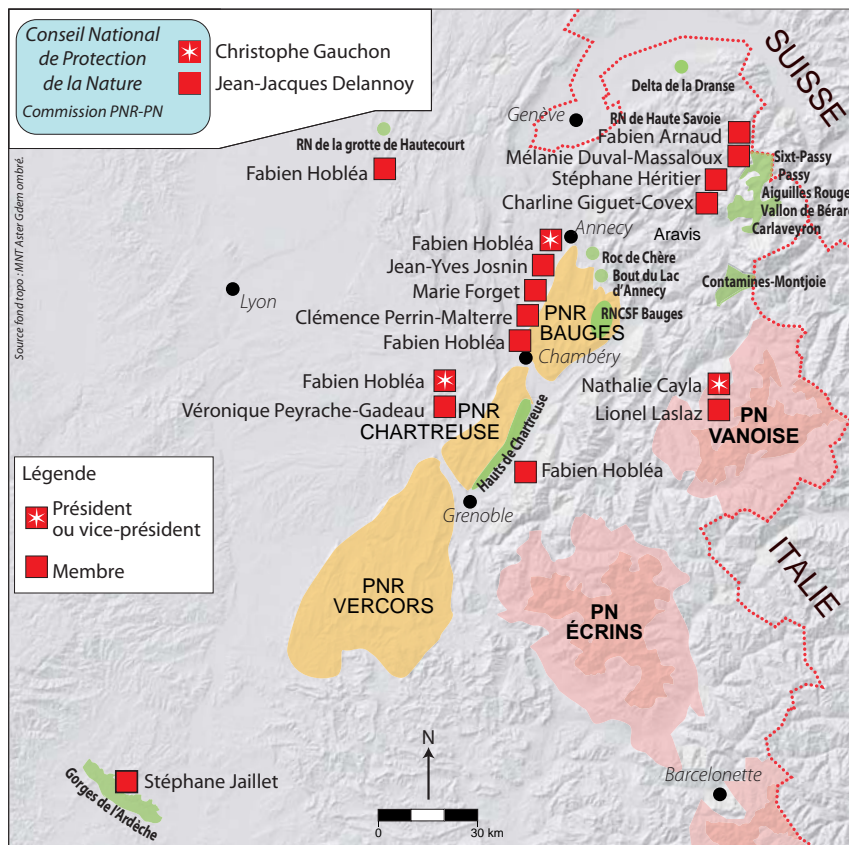 Conseil National
de Protection
de la Nature
Commission PNR-PN
Christophe Gauchon
Jean-Jacques Delannoy
Source fond topo : MNT Aster Gdem ombré.
SUISSE
Delta de la Dranse
Genève
RN de la grotte de Hautecourt
Fabien Hobléa
RN de Haute Savoie
Fabien Arnaud
Mélanie Duval-Massaloux
Stéphane Héritier
Charline Giguet-Covex
Sixt-Passy
Passy
Aiguilles Rouge
Vallon de Bérard
Carlaveyron
Aravis
Annecy
Fabien Hobléa
Jean-Yves Josnin
Marie Forget
Clémence Perrin-Malterre
Fabien Hobléa
Roc de Chère
Bout du Lac
d'Annecy
Contamines-Montjoie
RNCSF Bauges
PNR
BAUGES
Lyon
Chambéry
Fabien Hobléa
Véronique Peyrache-Gadeau
PNR
CHARTREUSE
Hauts de Chartreuse
Nathalie Cayla
Lionel Laslaz
PN
VANOISE
Fabien Hobléa
Grenoble
Légende
Président
ou vice-président
Membre
ITALIE
PNR
VERCORS
PN
ÉCRINS
Stéphane Jaillet
Gorges de l'Ardèche
N
0
30 km
Barcelonette